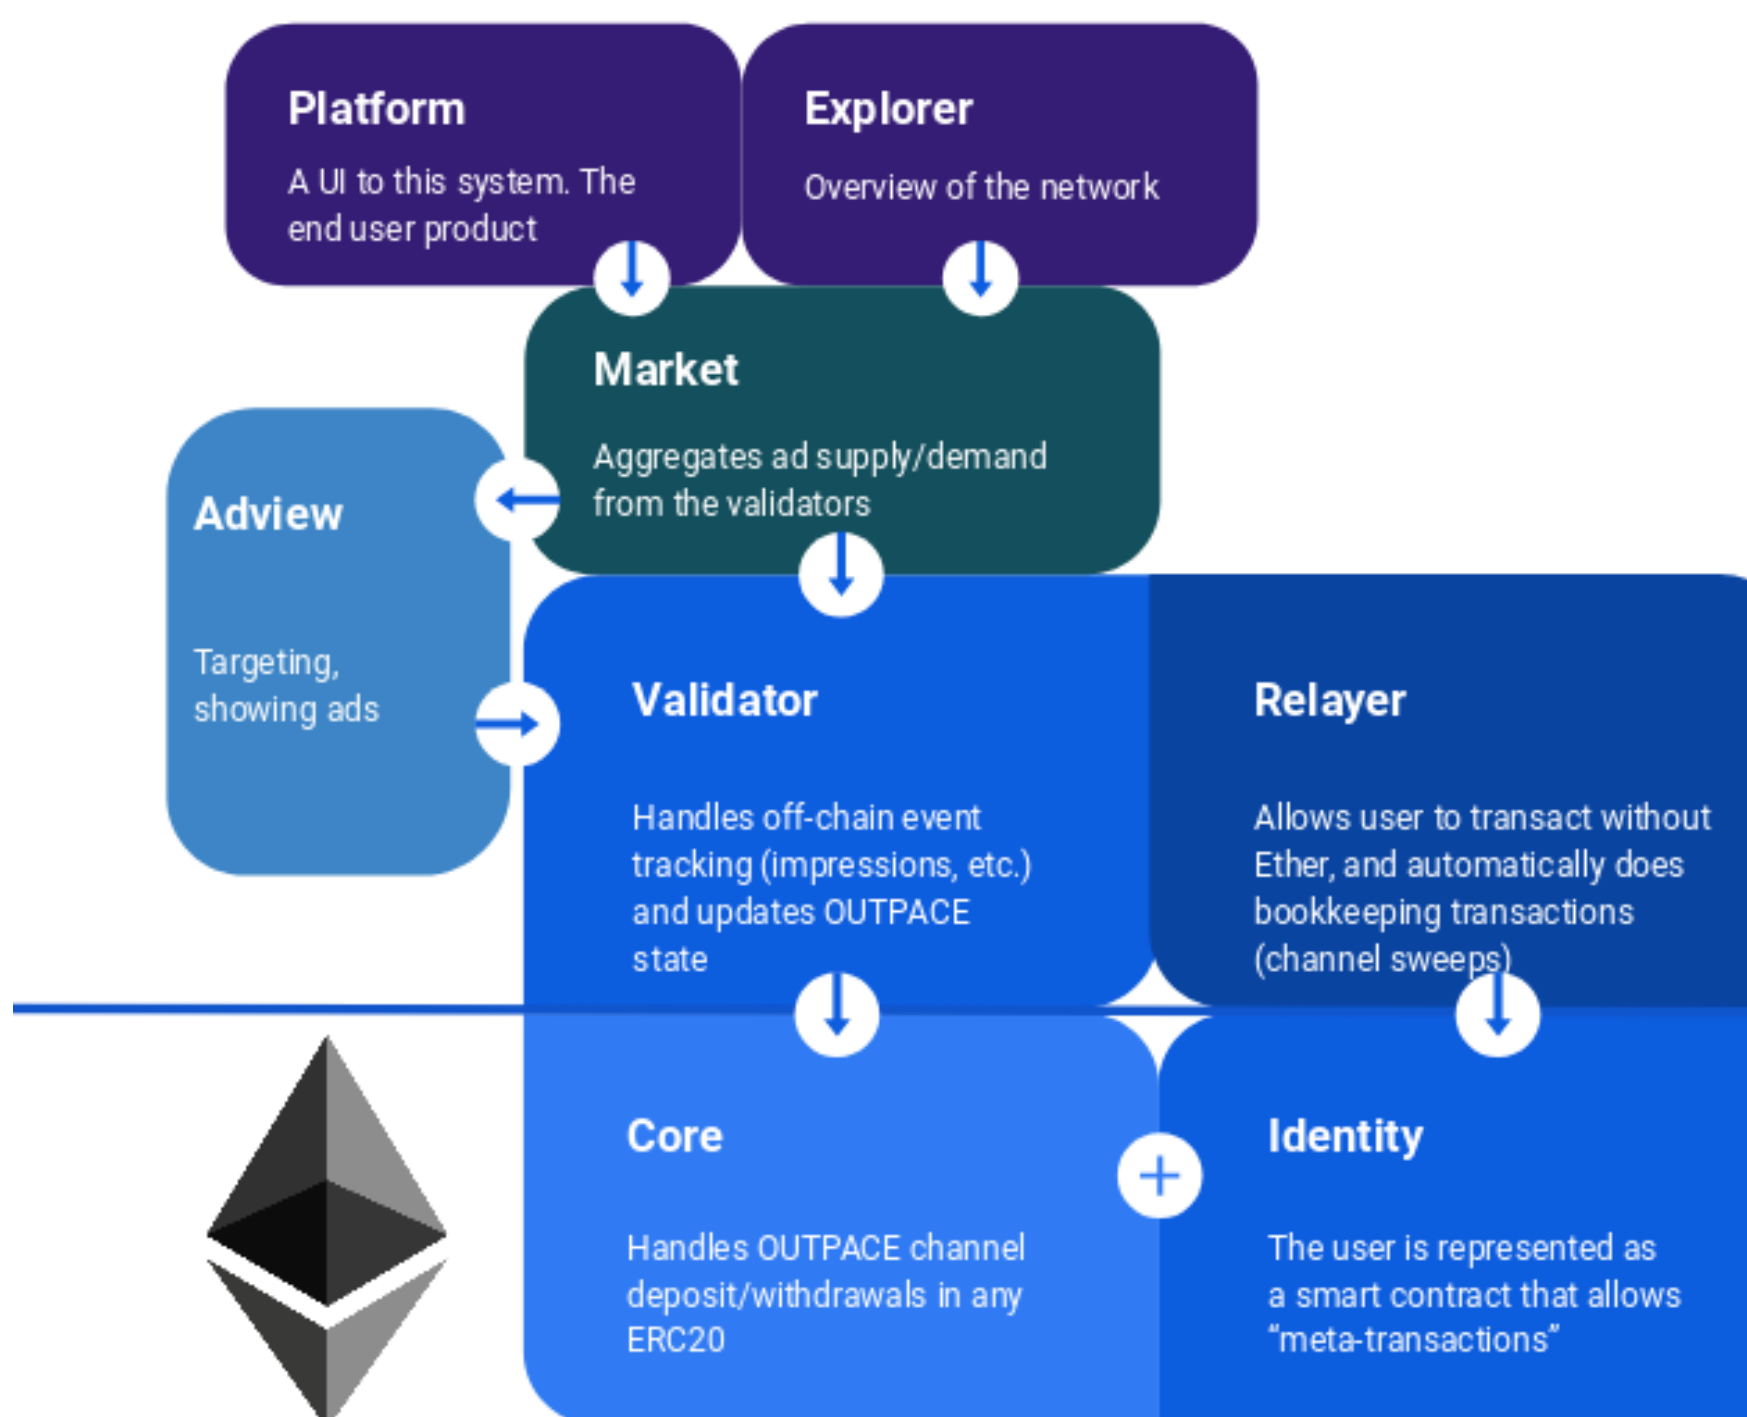 Platform
A UI to this system. The
end user product
Explorer
Overview of the network
Market
Aggregates ad supply/demand
from the validators
Adview
Targeting,
showing ads
Validator
Handles off-chain event
tracking (impressions, etc.)
and updates OUTPACE
state
Relayer
Allows user to transact without
Ether, and automatically does
bookkeeping transactions
(channel sweeps)
Core
Handles OUTPACE channel
deposit/withdrawals in any
ERC20
Identity
The user is represented as
a smart contract that allows
“meta-transactions”